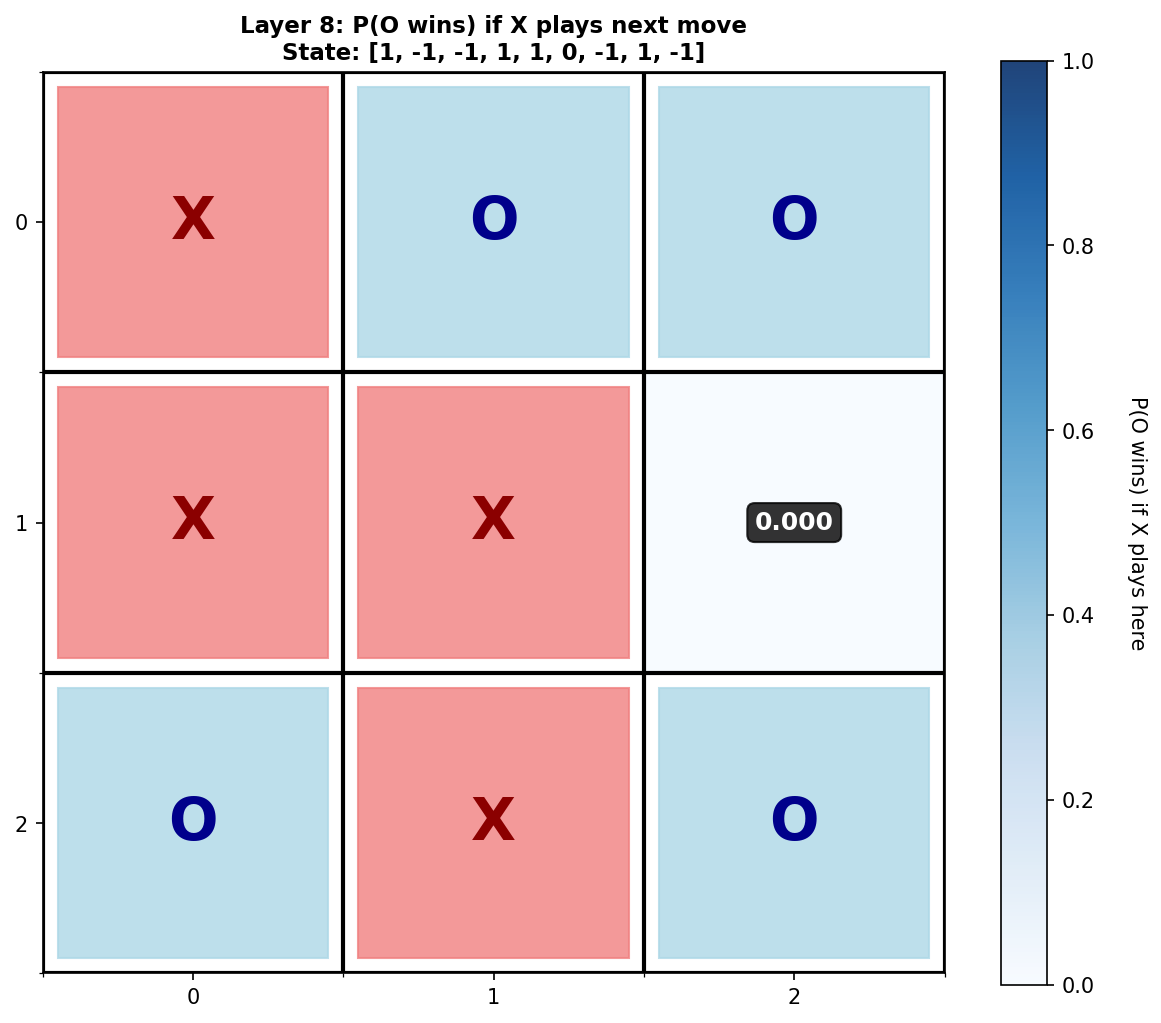 Layer 8: P(O wins) if X plays next move
State: [1, -1, -1, 1, 1, 0, -1, 1, -1]
0
X
O
O
1
X
X
0.000
2
O
X
O
0
1
2
1.0
0.8
0.6
0.4
0.2
0.0
P(O wins) if X plays here